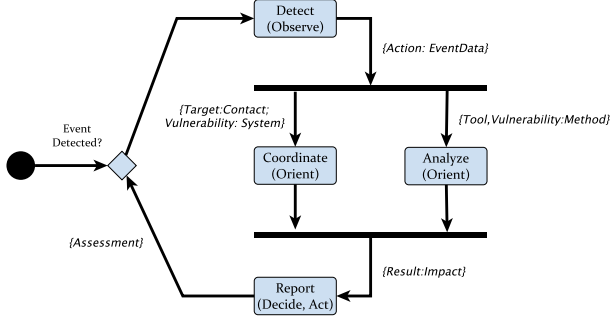 Detect
(Observe)
{Action: EventData}
{Target:Contact;
Vulnerability: System}
{Tool,Vulnerability:Method}
Event
Detected?
Coordinate
(Orient)
Analyze
(Orient)
{Assessment}
{Result:Impact}
Report
(Decide, Act)